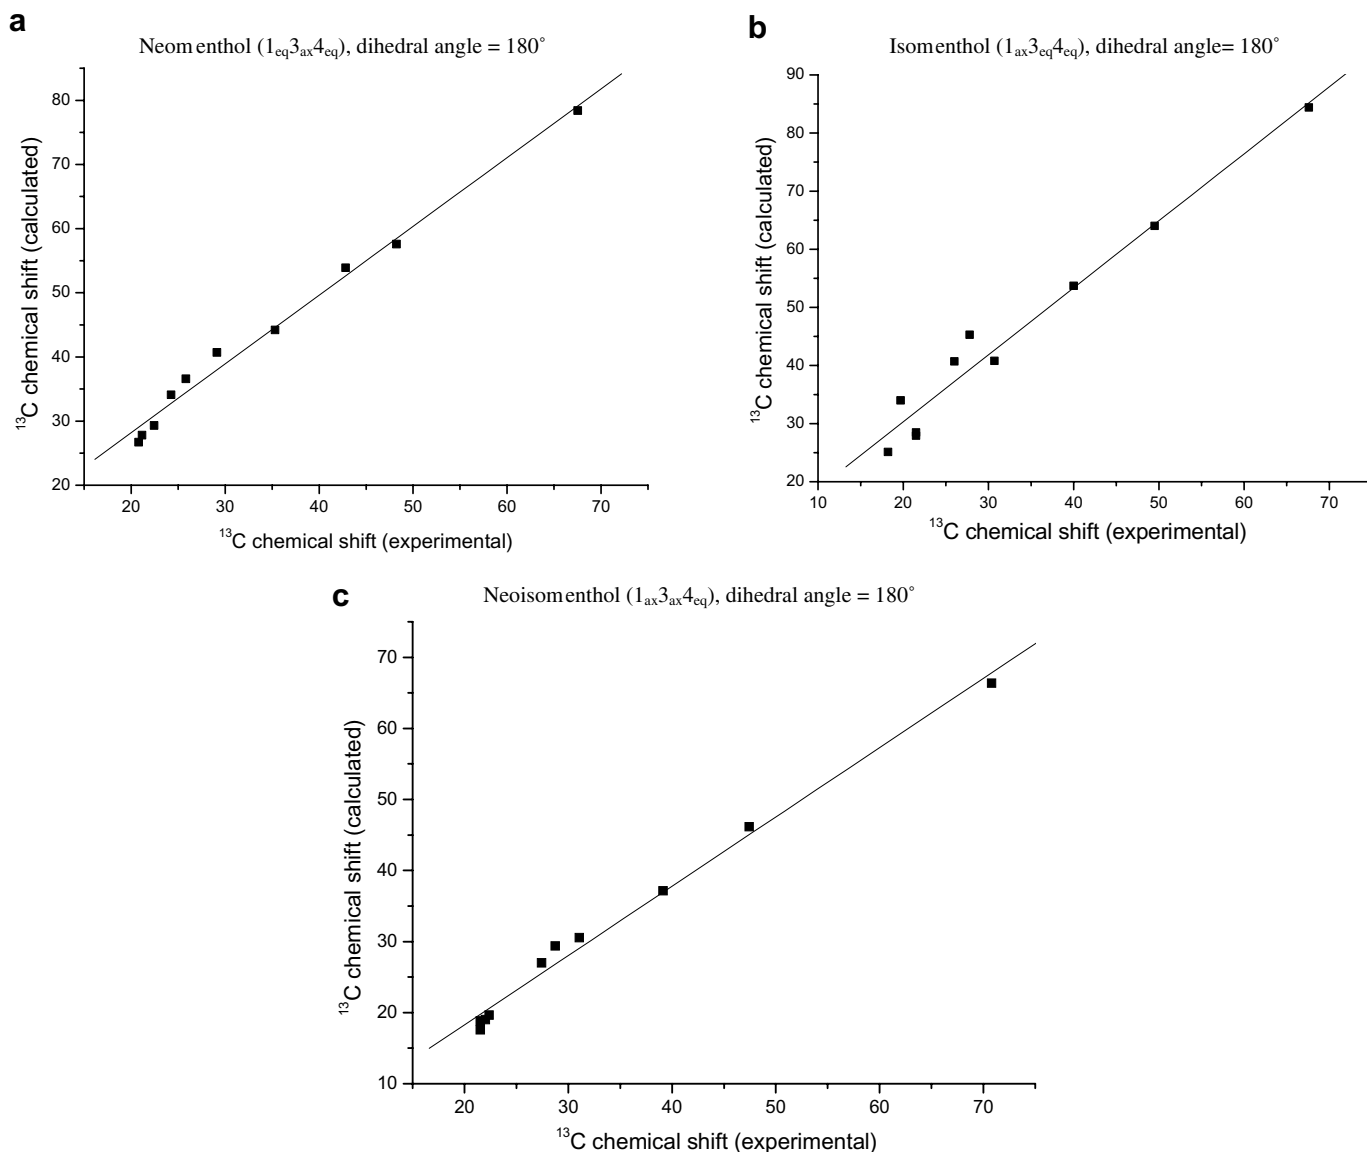 a
Neomenthol (1eq3ax4eq), dihedral angle = 180°
80
70
60
50
40
30
20
20 30 40 50 60 70
¹³C chemical shift (calculated)
¹³C chemical shift (experimental)
b
Isomenthol (1ax3eq4eq), dihedral angle= 180°
90
80
70
60
50
40
30
20
10 20 30 40 50 60 70
¹³C chemical shift (calculated)
¹³C chemical shift (experimental)
c
Neoisomenthol (1ax3ax4eq), dihedral angle = 180°
70
60
50
40
30
20
10
20 30 40 50 60 70
¹³C chemical shift (calculated)
¹³C chemical shift (experimental)